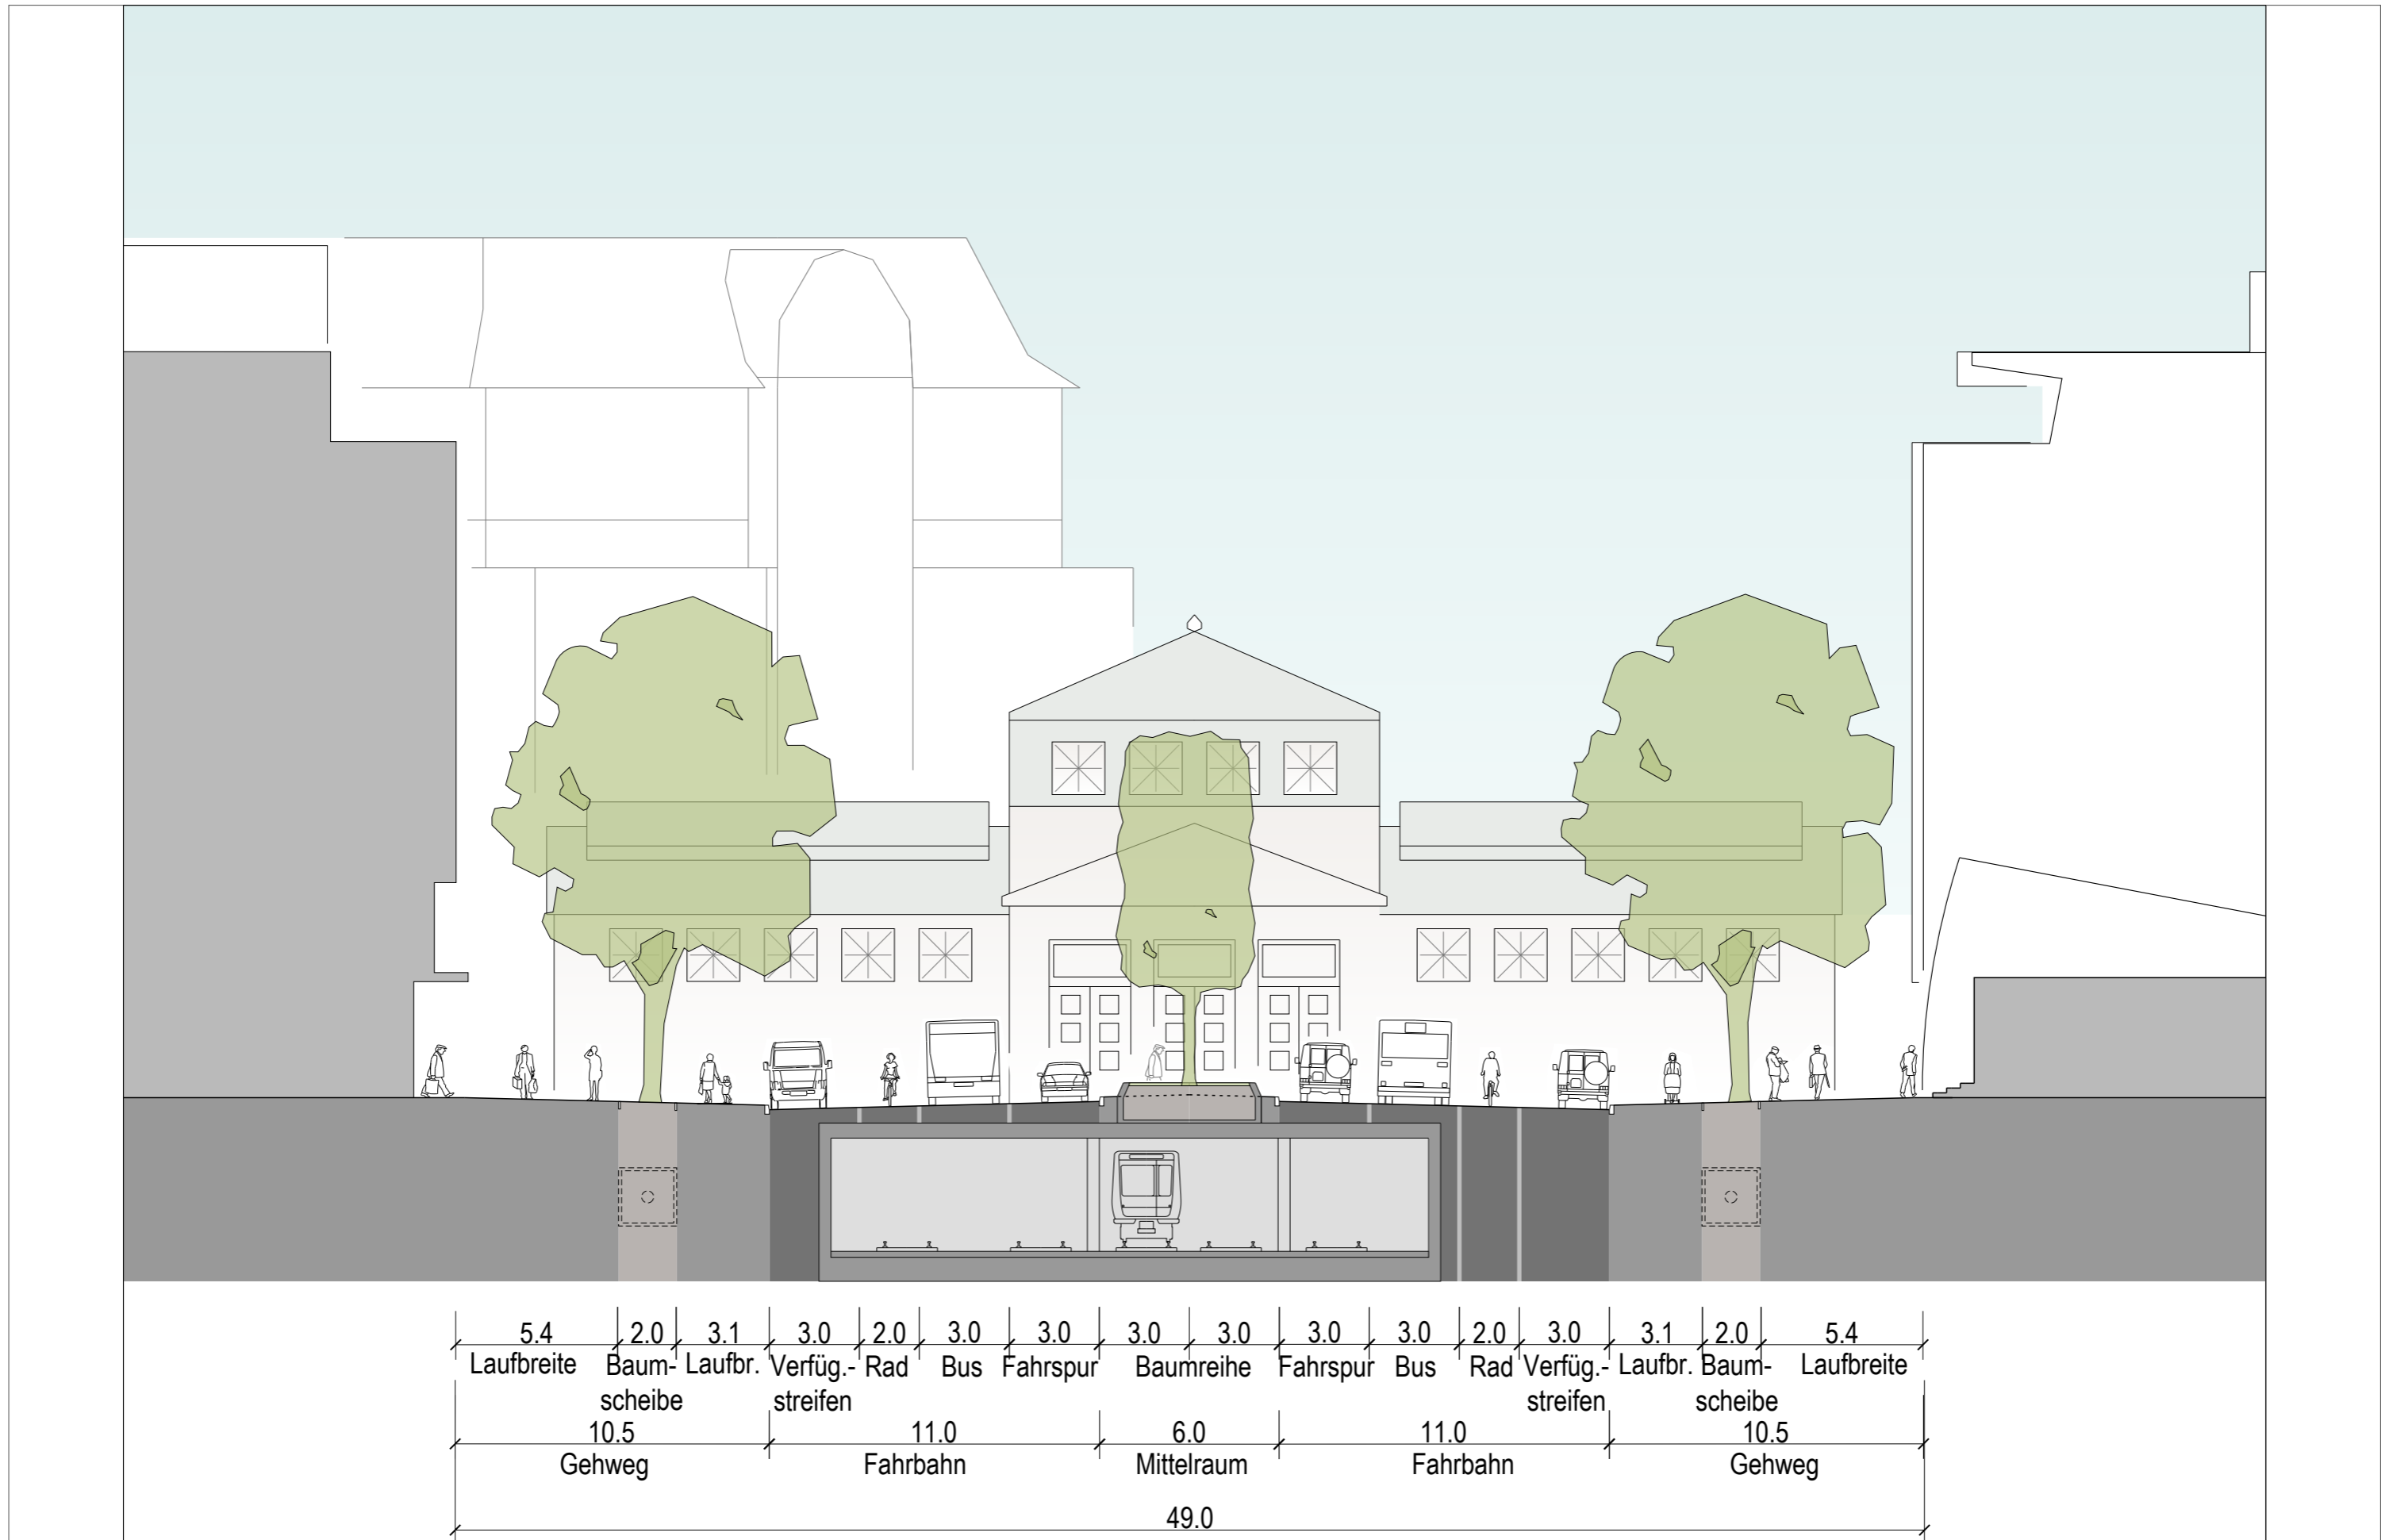 5.4 2.0 3.1 3.0 2.0 3.0 3.0 3.0 3.0 3.0 3.0 2.0 3.0 3.1 2.0 5.4
Laufbreite Baum- Laufbr. Verfüg.- Rad Bus Fahrspur Baumreihe Fahrspur Bus Rad Verfüg.- Laufbr. Baum- Laufbreite
scheibe streifen streifen scheibe
10.5 11.0 6.0 11.0 10.5
Gehweg Fahrbahn Mittelraum Fahrbahn Gehweg
49.0